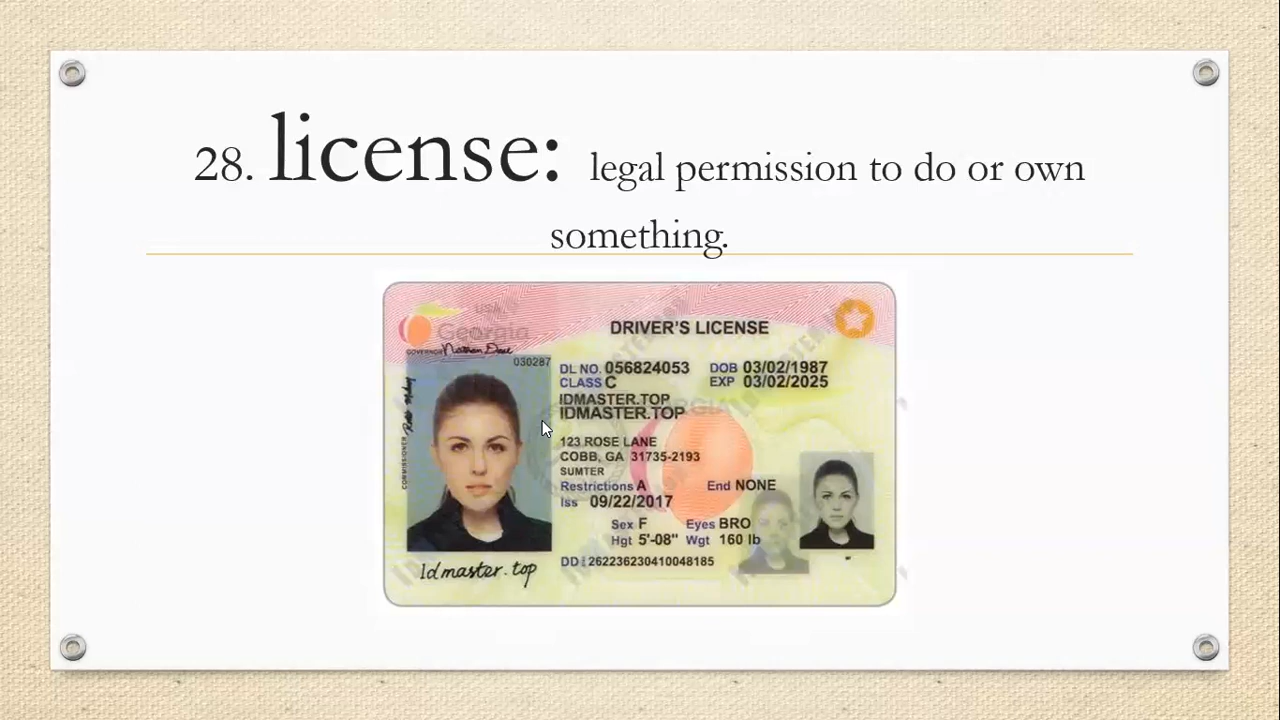 28. license: legal permission to do or own
something.
USA
Georgia
DRIVER'S LICENSE
GOVERNOR
030287
DL NO. 056824053 DOB 03/02/1987
CLASS C EXP 03/02/2025
IDMASTER.TOP
IDMASTER.TOP
123 ROSE LANE
COBB, GA 31735-2193
SUMTER
Restrictions A End NONE
Iss 09/22/2017
Sex F Eyes BRO
Hgt 5'-08" Wgt 160 lb
DD 262236230410048185
COMMISSIONER
Idmaster.top